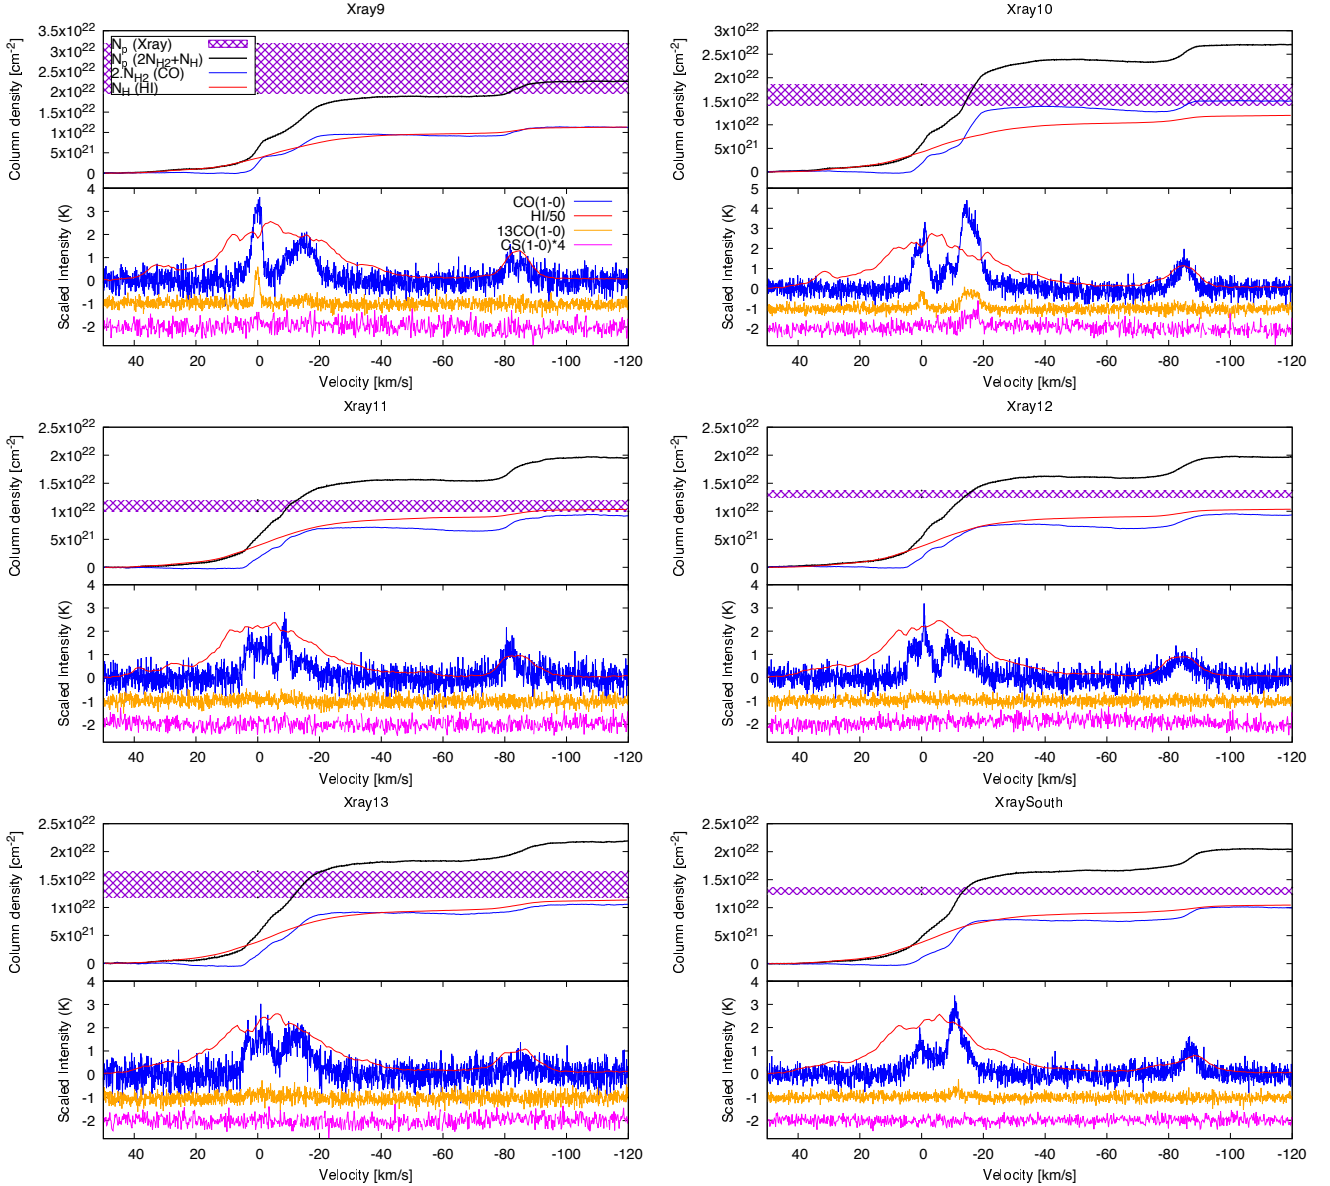 Xray9
Column density [cm-2]
3.5x10^22
3x10^22
2.5x10^22
2x10^22
1.5x10^22
1x10^22
5x10^21
0
Np (Xray)
Np (2NH2+NH)
2.NH2 (CO)
NH (HI)
Scaled Intensity (K)
4
3
2
1
0
-1
-2
CO(1-0)
HI/50
13CO(1-0)
CS(1-0)*4
40 20 0 -20 -40 -60 -80 -100 -120
Velocity [km/s]
Xray10
Column density [cm-2]
3x10^22
2.5x10^22
2x10^22
1.5x10^22
1x10^22
5x10^21
0
Scaled Intensity (K)
5
4
3
2
1
0
-1
-2
40 20 0 -20 -40 -60 -80 -100 -120
Velocity [km/s]
Xray11
Column density [cm-2]
2.5x10^22
2x10^22
1.5x10^22
1x10^22
5x10^21
0
Scaled Intensity (K)
4
3
2
1
0
-1
-2
40 20 0 -20 -40 -60 -80 -100 -120
Velocity [km/s]
Xray12
Column density [cm-2]
2.5x10^22
2x10^22
1.5x10^22
1x10^22
5x10^21
0
Scaled Intensity (K)
4
3
2
1
0
-1
-2
40 20 0 -20 -40 -60 -80 -100 -120
Velocity [km/s]
Xray13
Column density [cm-2]
2.5x10^22
2x10^22
1.5x10^22
1x10^22
5x10^21
0
Scaled Intensity (K)
4
3
2
1
0
-1
-2
40 20 0 -20 -40 -60 -80 -100 -120
Velocity [km/s]
XraySouth
Column density [cm-2]
2.5x10^22
2x10^22
1.5x10^22
1x10^22
5x10^21
0
Scaled Intensity (K)
4
3
2
1
0
-1
-2
40 20 0 -20 -40 -60 -80 -100 -120
Velocity [km/s]